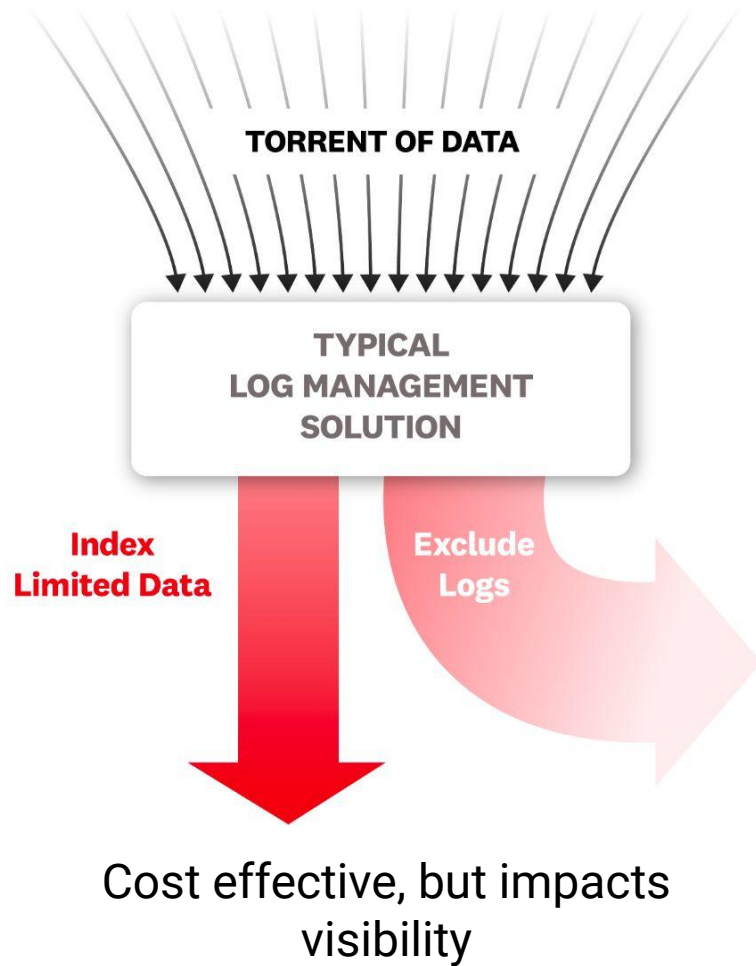 TORRENT OF DATA
TYPICAL
LOG MANAGEMENT
SOLUTION
Index
Limited Data
Exclude
Logs
Cost effective, but impacts
visibility